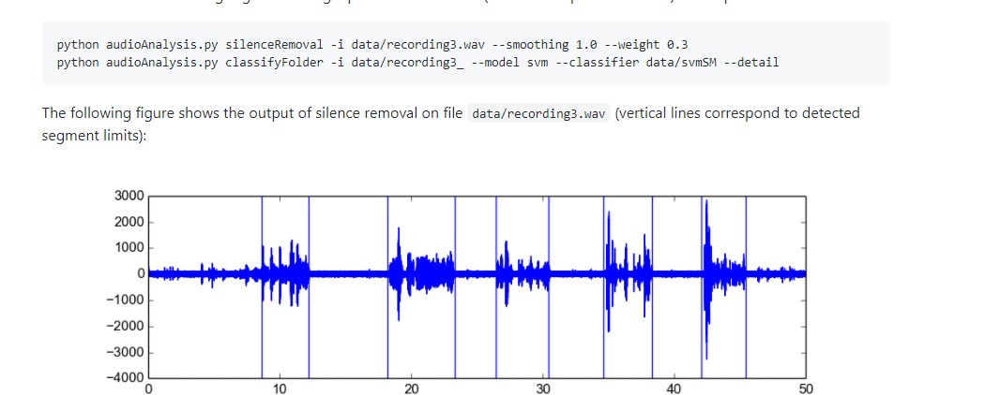 python audioAnalysis.py silenceRemoval -i data/recording3.wav --smoothing 1.0 --weight 0.3
python audioAnalysis.py classifyFolder -i data/recording3_ --model svm --classifier data/svmSM --detail
The following figure shows the output of silence removal on file data/recording3.wav (vertical lines correspond to detected
segment limits):
3000
2000
1000
0
−1000
−2000
−3000
−4000
0 10 20 30 40 50